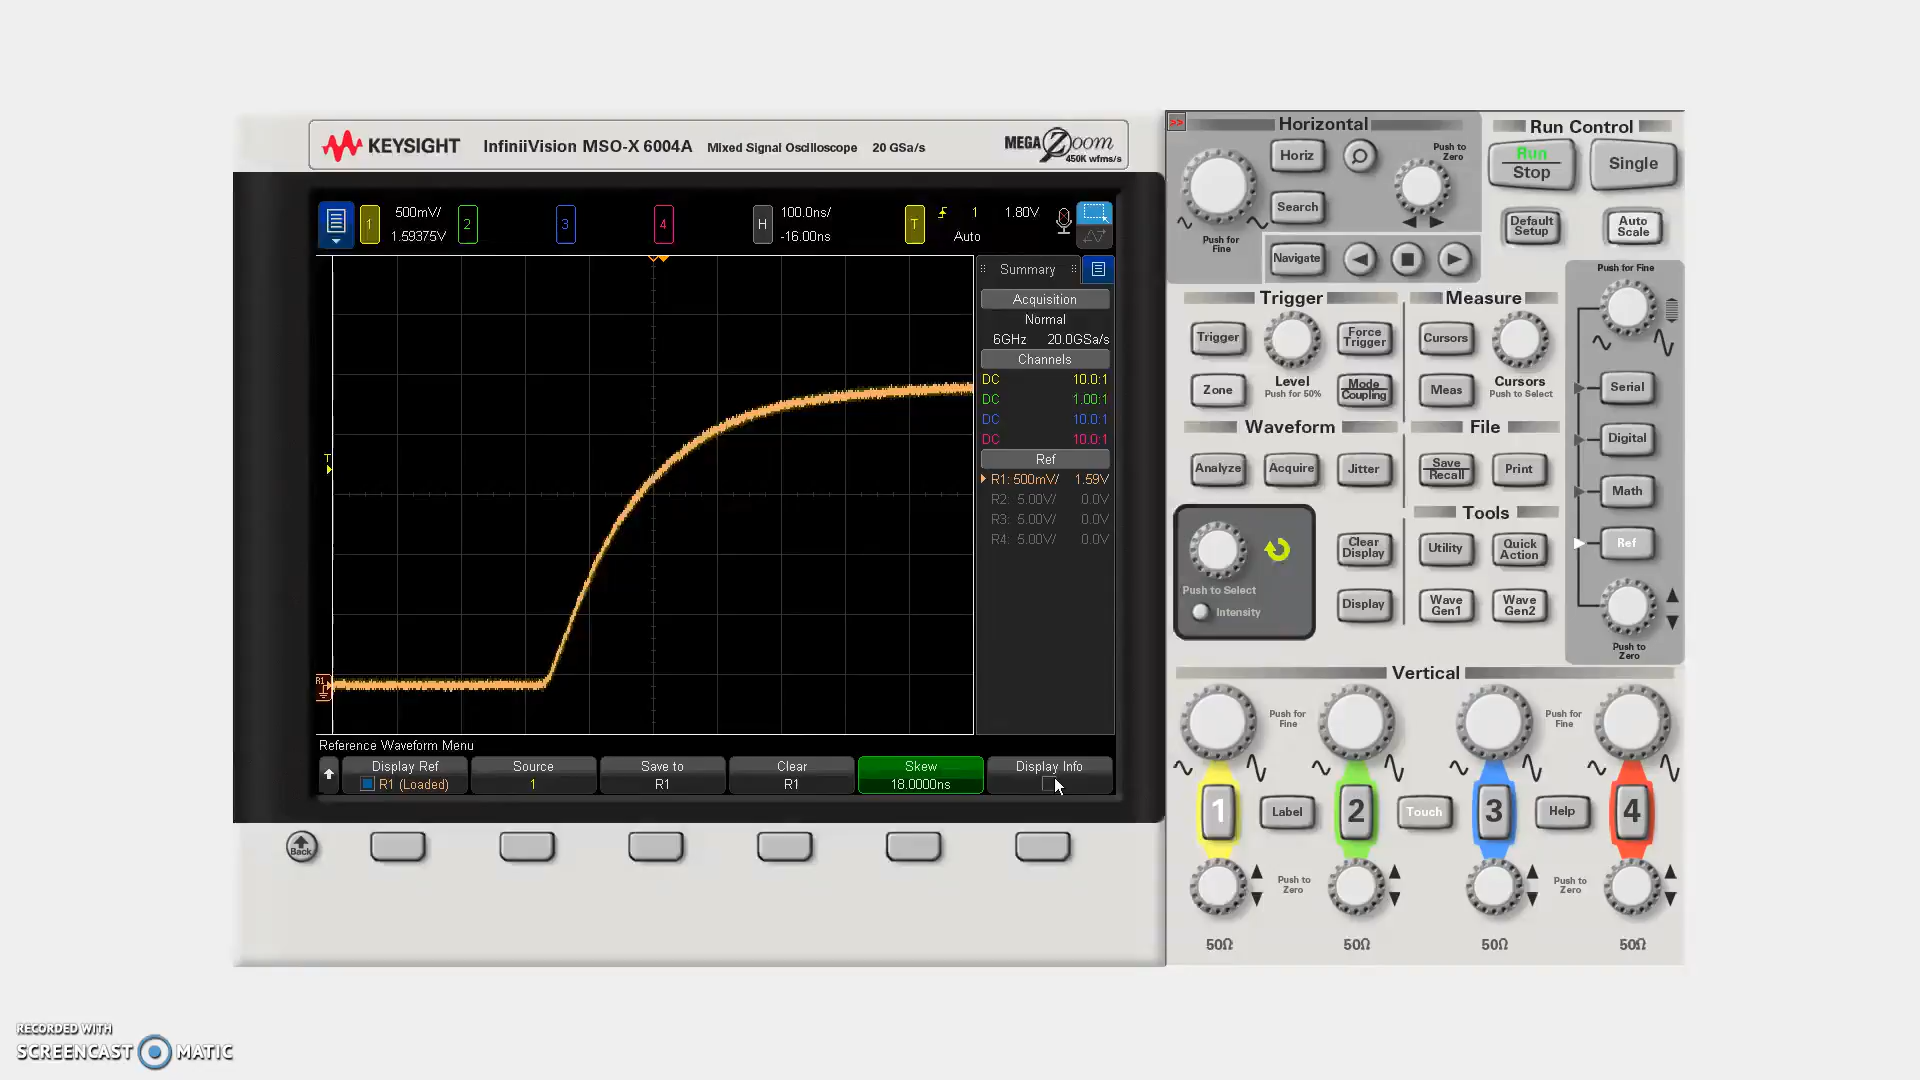 KEYSIGHT InfiniiVision MSO-X 6004A Mixed Signal Oscilloscope 20 GSa/s MEGA Zoom
450K wfms/s
1 500mV/ 1.59375V 2 3 4 H 100.0ns/ -16.00ns T 1 1.80V Auto
Summary
Acquisition
Normal
6GHz 20.0GSa/s
Channels
DC 10.0:1
DC 1.00:1
DC 10.0:1
DC 10.0:1
Ref
R1: 500mV/ 1.59V
R2: 5.00V/ 0.0V
R3: 5.00V/ 0.0V
R4: 5.00V/ 0.0V
T
R1
Reference Waveform Menu
Display Ref
R1 (Loaded)
Source
1
Save to
R1
Clear
R1
Skew
18.0000ns
Display Info
Back
>>
Horizontal
Push for
Fine
Horiz
Search
Navigate
Push to
Zero
Run Control
Run
Stop
Single
Default
Setup
Auto
Scale
Trigger
Trigger
Zone
Level
Push for 50%
Force
Trigger
Mode
Coupling
Measure
Cursors
Meas
Cursors
Push to Select
Waveform
Analyze
Acquire
Jitter
File
Save
Recall
Print
Push to Select
Intensity
Clear
Display
Display
Tools
Utility
Quick
Action
Wave
Gen1
Wave
Gen2
Push for Fine
Serial
Digital
Math
Ref
Push to
Zero
Vertical
Push for
Fine
Push for
Fine
1
Label
2
Touch
3
Help
4
Push to
Zero
Push to
Zero
50Ω
50Ω
50Ω
50Ω
RECORDED WITH
SCREENCAST MATIC